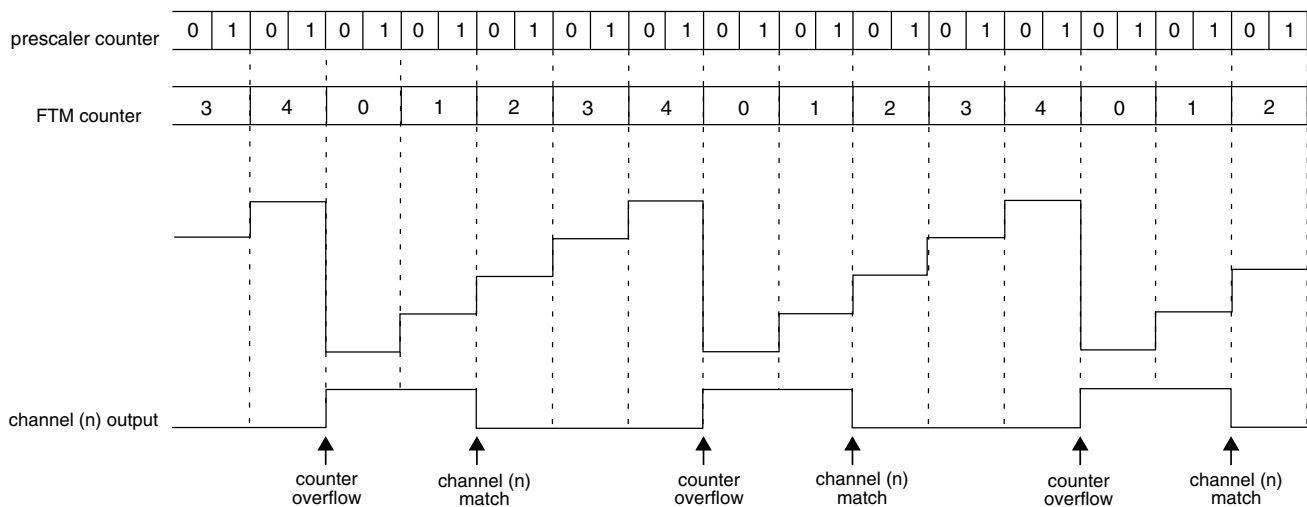 prescaler counter 0 1 0 1 0 1 0 1 0 1 0 1 0 1 0 1 0 1 0 1 0 1 0 1 0 1 0 1 0 1
FTM counter 3 4 0 1 2 3 4 0 1 2 3 4 0 1 2
channel (n) output
counter overflow
channel (n) match
counter overflow
channel (n) match
counter overflow
channel (n) match